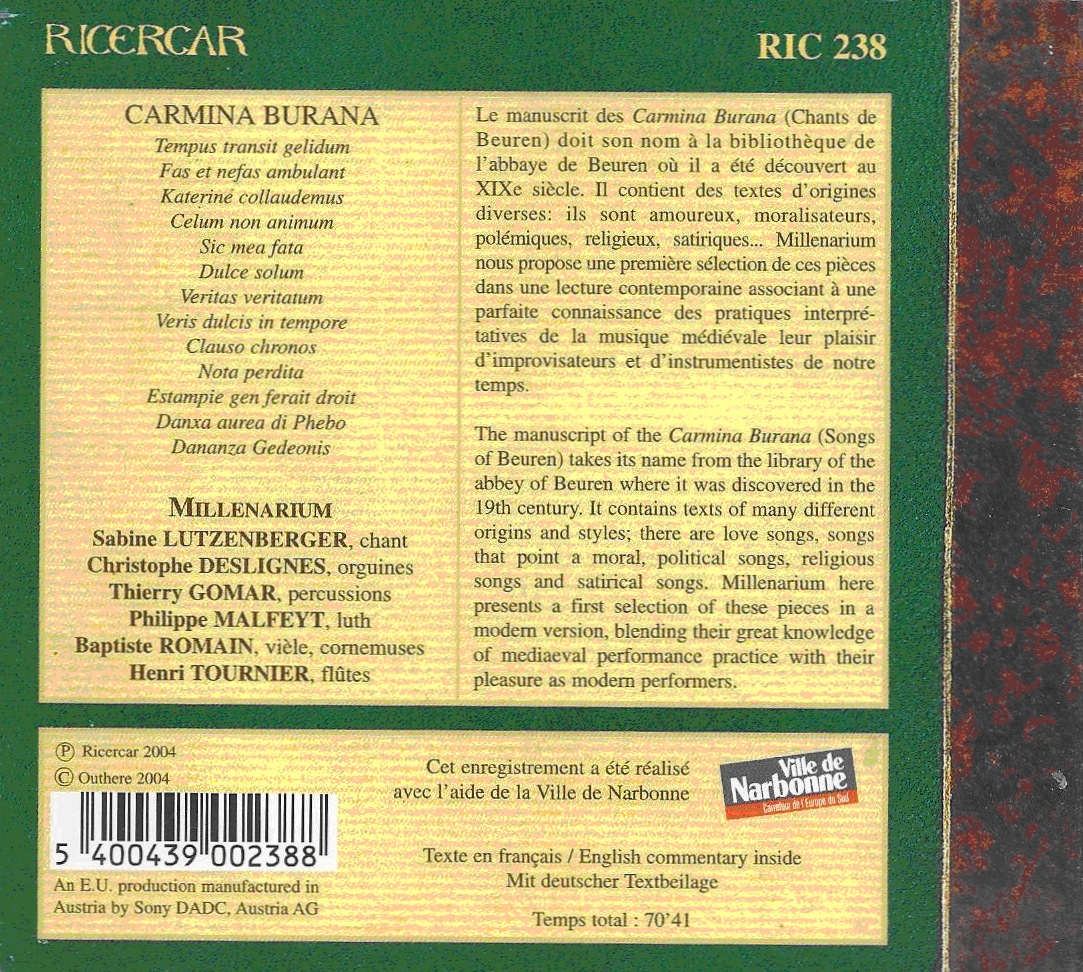 RICERCAR
RIC 238
CARMINA BURANA
Tempus transit gelidum
Fas et nefas ambulant
Katerine collaudemus
Celum non animum
Sic mea fata
Dulce solum
Veritas veritatum
Veris dulcis in tempore
Clauso chronos
Nota perdita
Estampie gen ferait droit
Danxa aurea di Phebo
Dananza Gedeonis
MILLENARIUM
Sabine LUTZENBERGER, chant
Christophe DESLIGNES, orguines
Thierry GOMAR, percussions
Philippe MALFEYT, luth
Baptiste ROMAIN, vièle, cornemuses
Henri TOURNIER, flûtes
Le manuscrit des Carmina Burana (Chants de
Beuren) doit son nom à la bibliothèque de
l'abbaye de Beuren où il a été découvert au
XIXe siècle. Il contient des textes d'origines
diverses: ils sont amoureux, moralisateurs,
polémiques, religieux, satiriques... Millenarium
nous propose une première sélection de ces pièces
dans une lecture contemporaine associant à une
parfaite connaissance des pratiques interpré-
tatives de la musique médiévale leur plaisir
d'improvisateurs et d'instrumentistes de notre
temps.
The manuscript of the Carmina Burana (Songs
of Beuren) takes its name from the library of the
abbey of Beuren where it was discovered in the
19th century. It contains texts of many different
origins and styles; there are love songs, songs
that point a moral, political songs, religious
songs and satirical songs. Millenarium here
presents a first selection of these pieces in a
modern version, blending their great knowledge
of mediaeval performance practice with their
pleasure as modern performers.
Ⓟ Ricercar 2004
© Outhere 2004
5 400439 002388
An E.U. production manufactured in
Austria by Sony DADC, Austria AG
Cet enregistrement a été réalisé
avec l'aide de la Ville de Narbonne
Ville de
Narbonne
Carrefour de l'Europe du Sud
Texte en français / English commentary inside
Mit deutscher Textbeilage
Temps total : 70'41